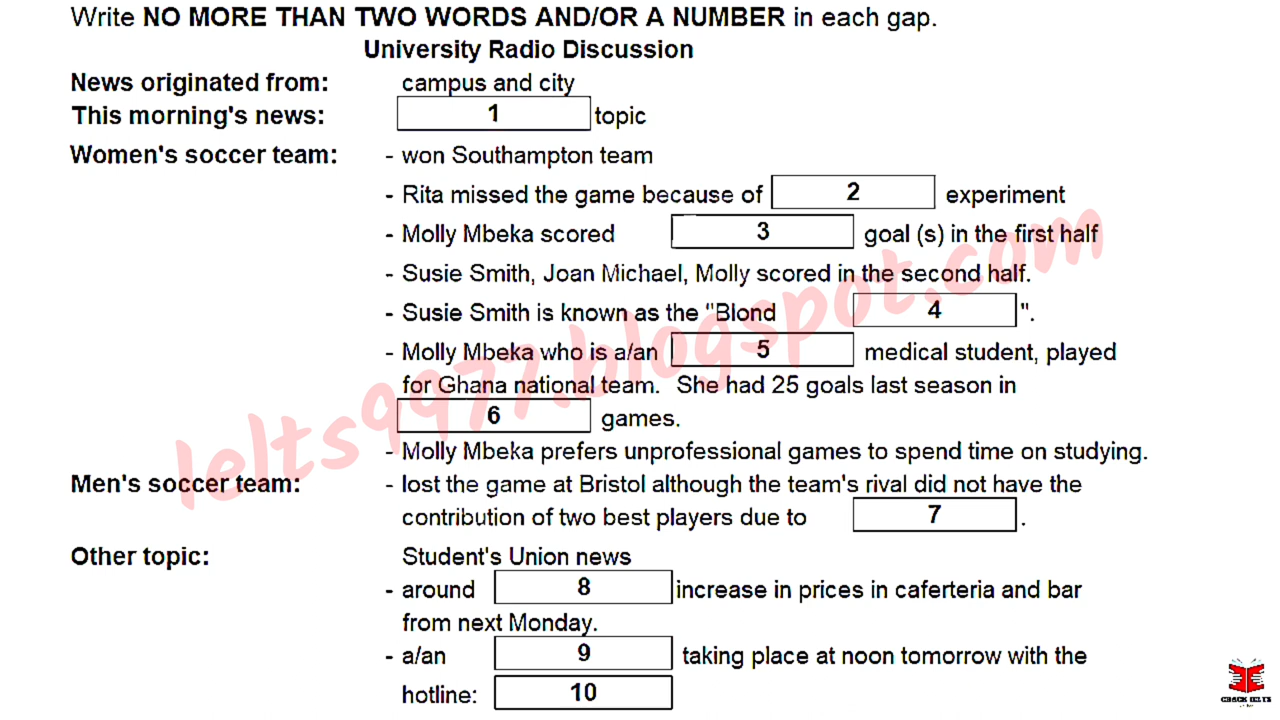 Write NO MORE THAN TWO WORDS AND/OR A NUMBER in each gap.
University Radio Discussion
News originated from: campus and city
This morning's news: 1 topic
Women's soccer team: - won Southampton team
- Rita missed the game because of 2 experiment
- Molly Mbeka scored 3 goal (s) in the first half
- Susie Smith, Joan Michael, Molly scored in the second half.
- Susie Smith is known as the "Blond 4 ".
- Molly Mbeka who is a/an 5 medical student, played
for Ghana national team. She had 25 goals last season in
6 games.
- Molly Mbeka prefers unprofessional games to spend time on studying.
Men's soccer team: - lost the game at Bristol although the team's rival did not have the
contribution of two best players due to 7 .
Other topic: Student's Union news
- around 8 increase in prices in caferteria and bar
from next Monday.
- a/an 9 taking place at noon tomorrow with the
hotline: 10
Ielts9977.blogspot.com
CRACK IELTS